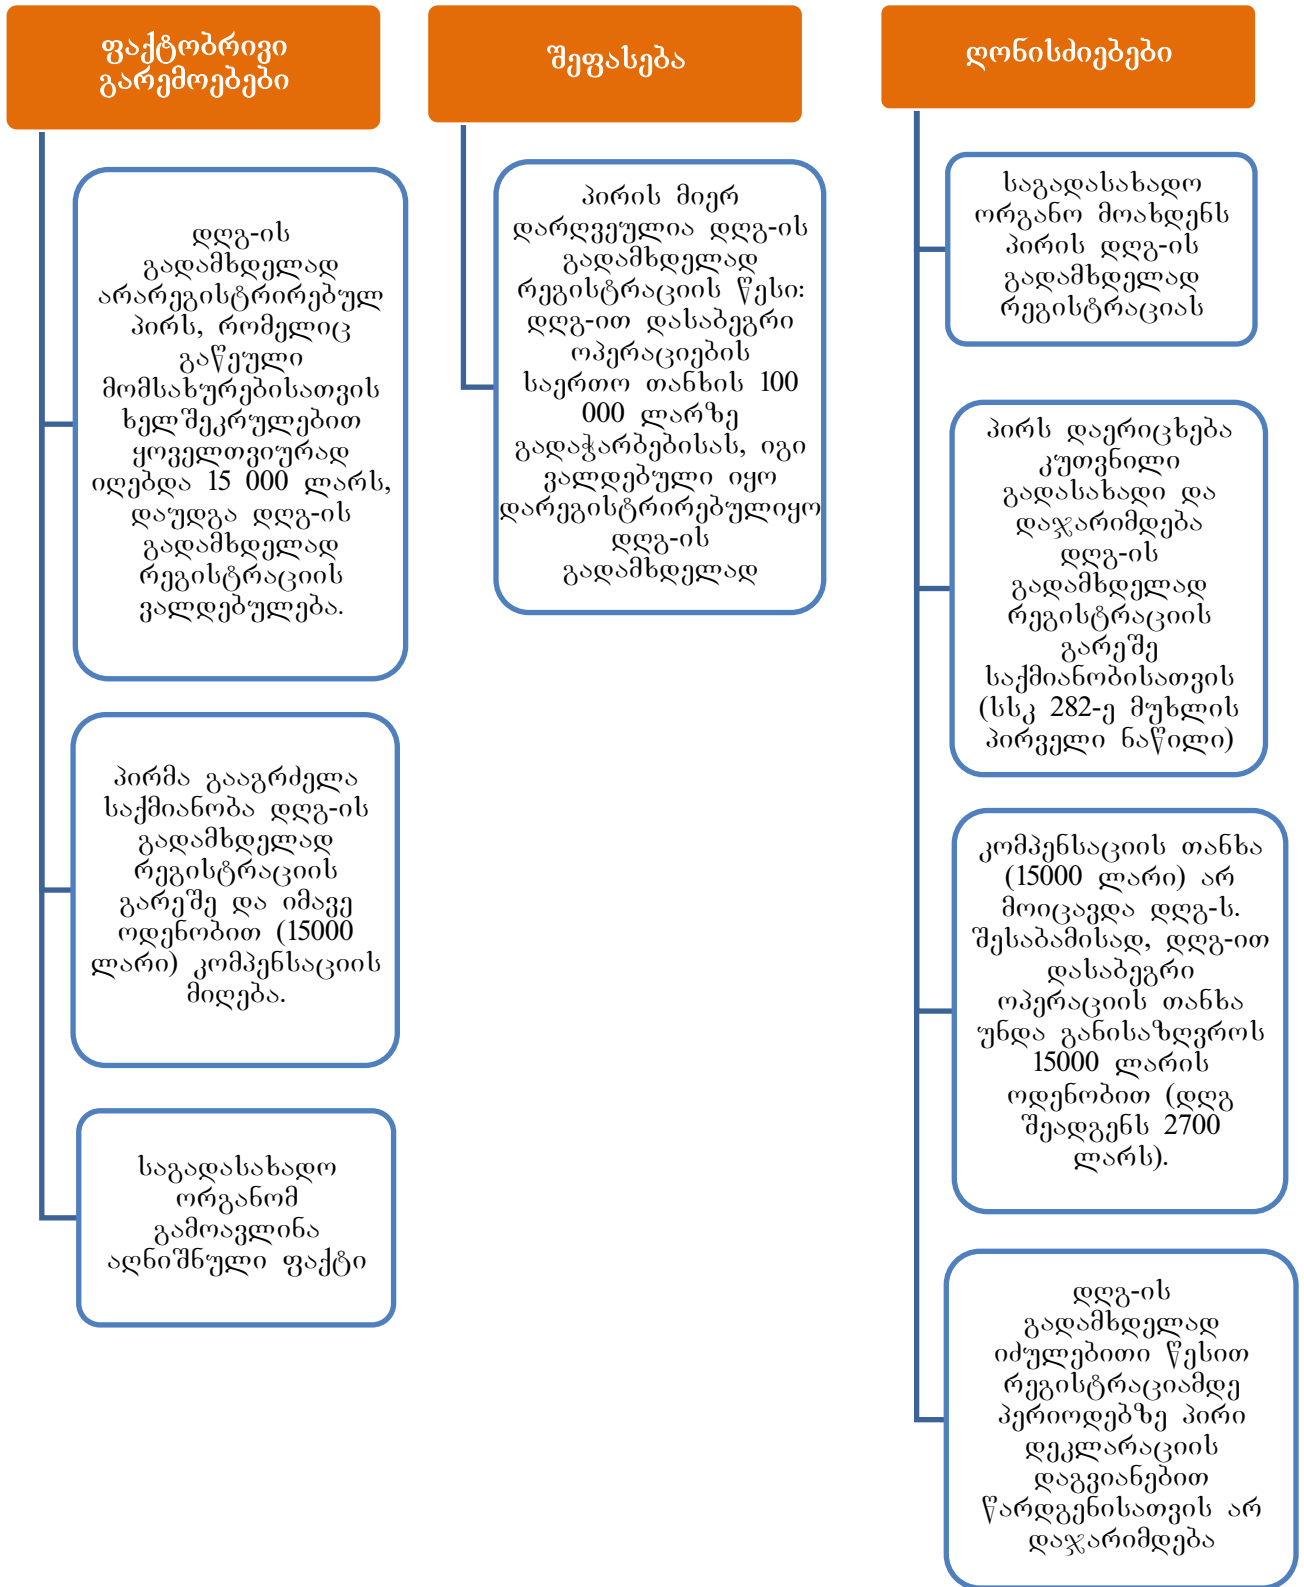 ფაქტობრივი
გარემოებები
დღგ-ის
გადამხდელად
არარეგისტრირებულ
პირს, რომელიც
გაწეული
მომსახურებისათვის
ხელშეკრულებით
ყოველთვიურად
იღებდა 15 000 ლარს,
დაუდგა დღგ-ის
გადამხდელად
რეგისტრაციის
ვალდებულება.
პირმა გააგრძელა
საქმიანობა დღგ-ის
გადამხდელად
რეგისტრაციის
გარეშე და იმავე
ოდენობით (15000
ლარი) კომპენსაციის
მიღება.
საგადასახადო
ორგანომ
გამოავლინა
აღნიშნული ფაქტი
შეფასება
პირის მიერ
დარღვეულია დღგ-ის
გადამხდელად
რეგისტრაციის წესი:
დღგ-ით დასაბეგრი
ოპერაციების
საერთო თანხის 100
000 ლარზე
გადაჭარბებისას, იგი
ვალდებული იყო
დარეგისტრირებულიყო
დღგ-ის
გადამხდელად
ღონისძიებები
საგადასახადო
ორგანო მოახდენს
პირის დღგ-ის
გადამხდელად
რეგისტრაციას
პირს დაერიცხება
კუთვნილი
გადასახადი და
დაჯარიმდება
დღგ-ის
გადამხდელად
რეგისტრაციის
გარეშე
საქმიანობისათვის
(სსკ 282-ე მუხლის
პირველი ნაწილი)
კომპენსაციის თანხა
(15000 ლარი) არ
მოიცავდა დღგ-ს.
შესაბამისად, დღგ-ით
დასაბეგრი
ოპერაციის თანხა
უნდა განისაზღვროს
15000 ლარის
ოდენობით (დღგ
შეადგენს 2700
ლარს).
დღგ-ის
გადამხდელად
იძულებითი წესით
რეგისტრაციამდე
პერიოდებზე პირი
დეკლარაციის
დაგვიანებით
წარდგენისათვის არ
დაჯარიმდება